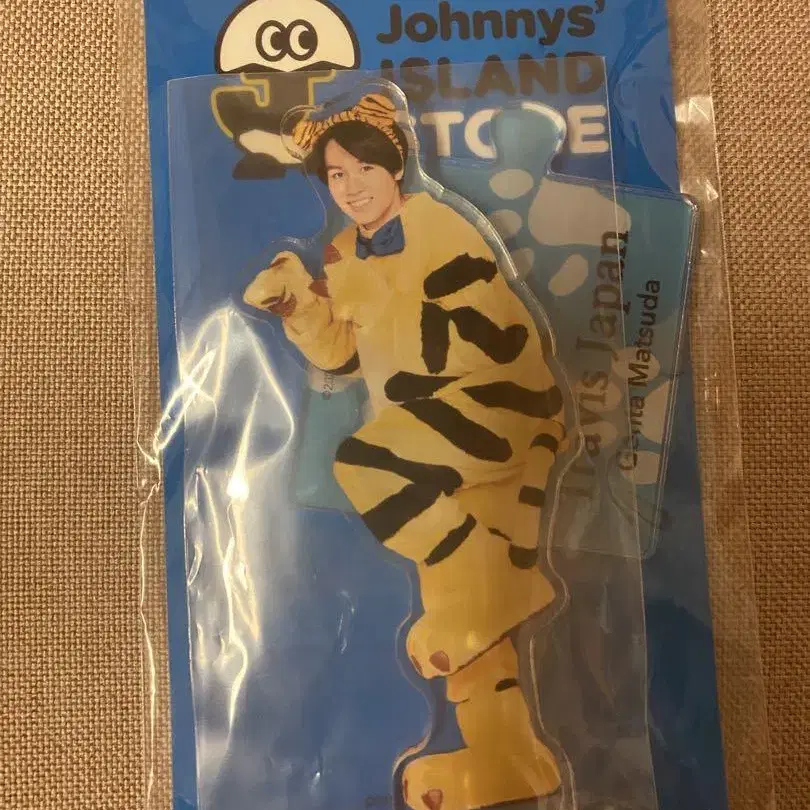 Johnnys'
ISLAND
STORE
Travis Japan
Genta Matsuda